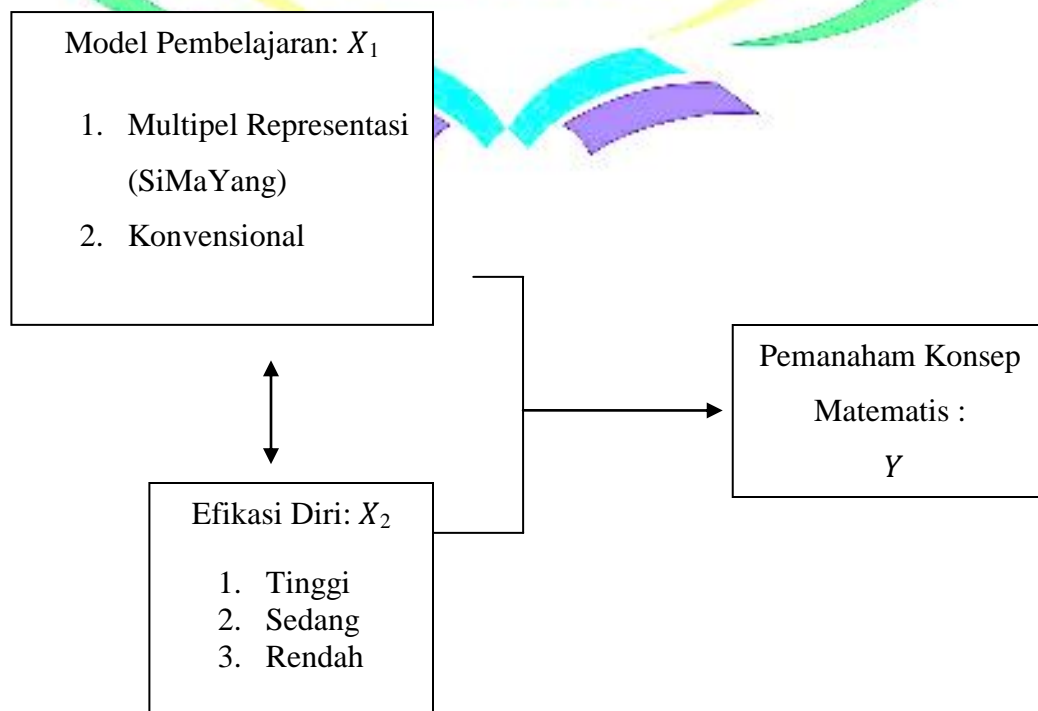 Model Pembelajaran: 𝑋₁
1. Multipel Representasi
(SiMaYang)
2. Konvensional
Pemanaham Konsep
Matematis :
𝑌
Efikasi Diri: 𝑋₂
1. Tinggi
2. Sedang
3. Rendah